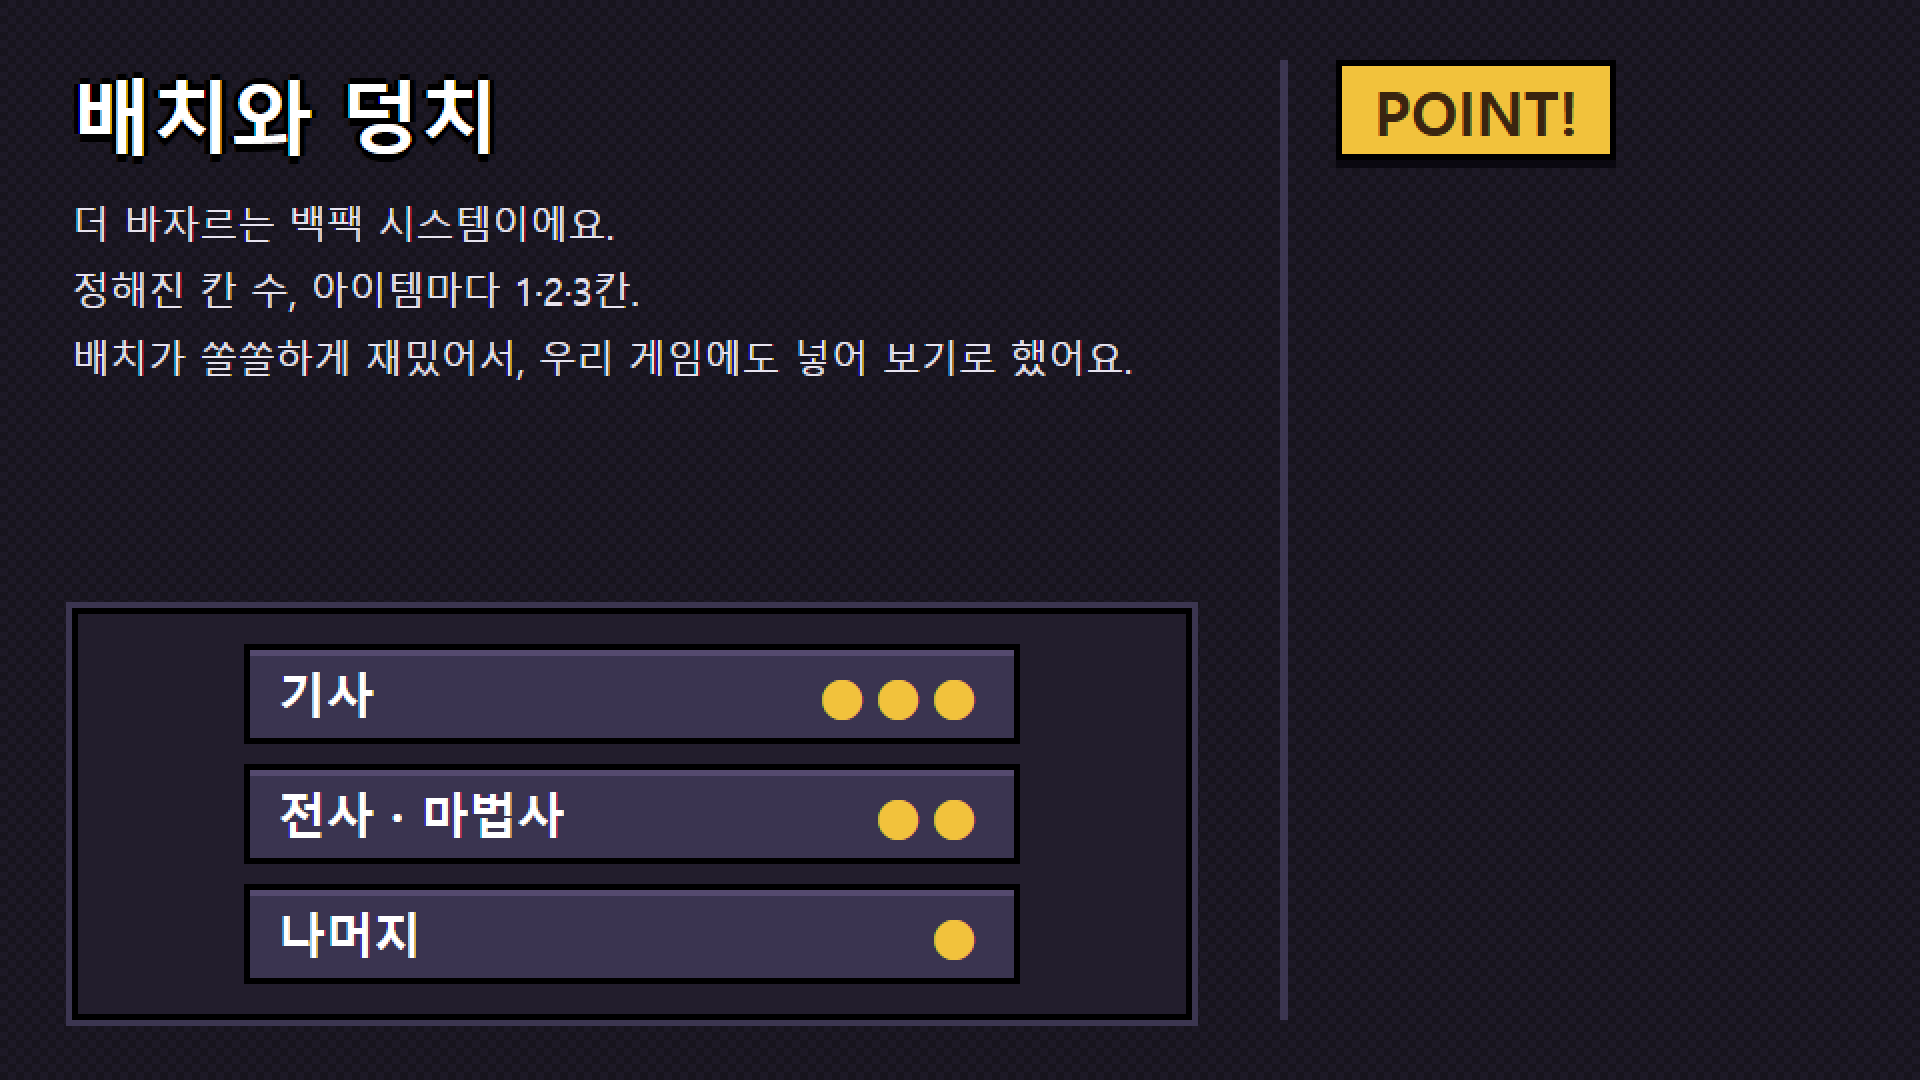 배치와 덩치
더 바자르는 백팩 시스템이에요.
정해진 칸 수, 아이템마다 1·2·3칸.
배치가 쏠쏠하게 재밌어서, 우리 게임에도 넣어 보기로 했어요.
기사
전사 · 마법사
나머지
POINT!